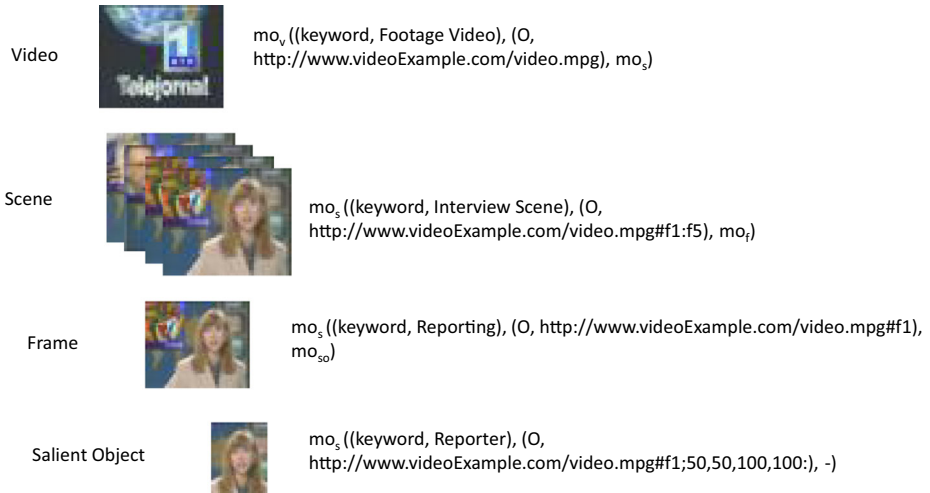 Video
1
RTP
Telejornal
mo_v ((keyword, Footage Video), (O,
http://www.videoExample.com/video.mpg), mo_s)
Scene
mo_s ((keyword, Interview Scene), (O,
http://www.videoExample.com/video.mpg#f1:f5), mo_f)
Frame
mo_s ((keyword, Reporting), (O, http://www.videoExample.com/video.mpg#f1),
mo_so)
Salient Object
mo_s ((keyword, Reporter), (O,
http://www.videoExample.com/video.mpg#f1;50,50,100,100:), -)